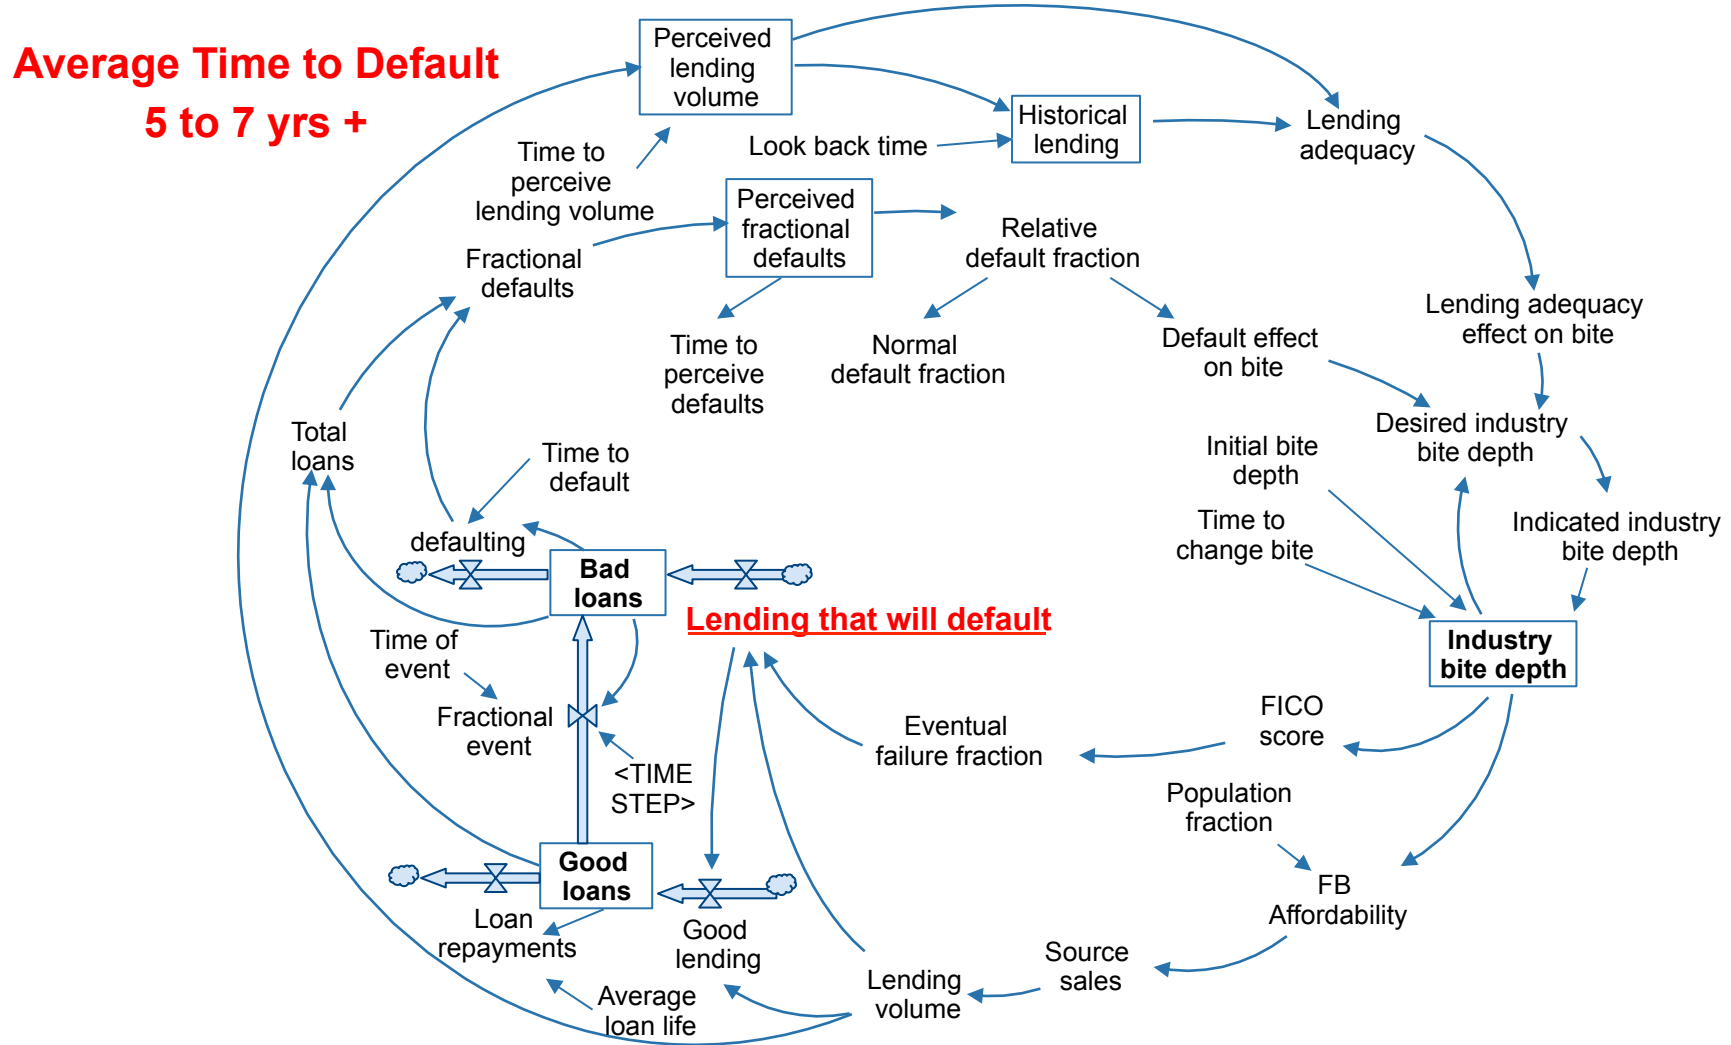 Average Time to Default
5 to 7 yrs +
Perceived
lending
volume
Historical
lending
Lending
adequacy
Look back time
Time to
perceive
lending volume
Perceived
fractional
defaults
Relative
default fraction
Fractional
defaults
Lending adequacy
effect on bite
Time to
perceive
defaults
Normal
default fraction
Default effect
on bite
Total
loans
Time to
default
Desired industry
bite depth
Initial bite
depth
Time to
change bite
Indicated industry
bite depth
defaulting
Bad
loans
Lending that will default
Industry
bite depth
Time of
event
Fractional
event
<TIME
STEP>
Eventual
failure fraction
FICO
score
Population
fraction
Good
loans
FB
Affordability
Loan
repayments
Good
lending
Source
sales
Lending
volume
Average
loan life